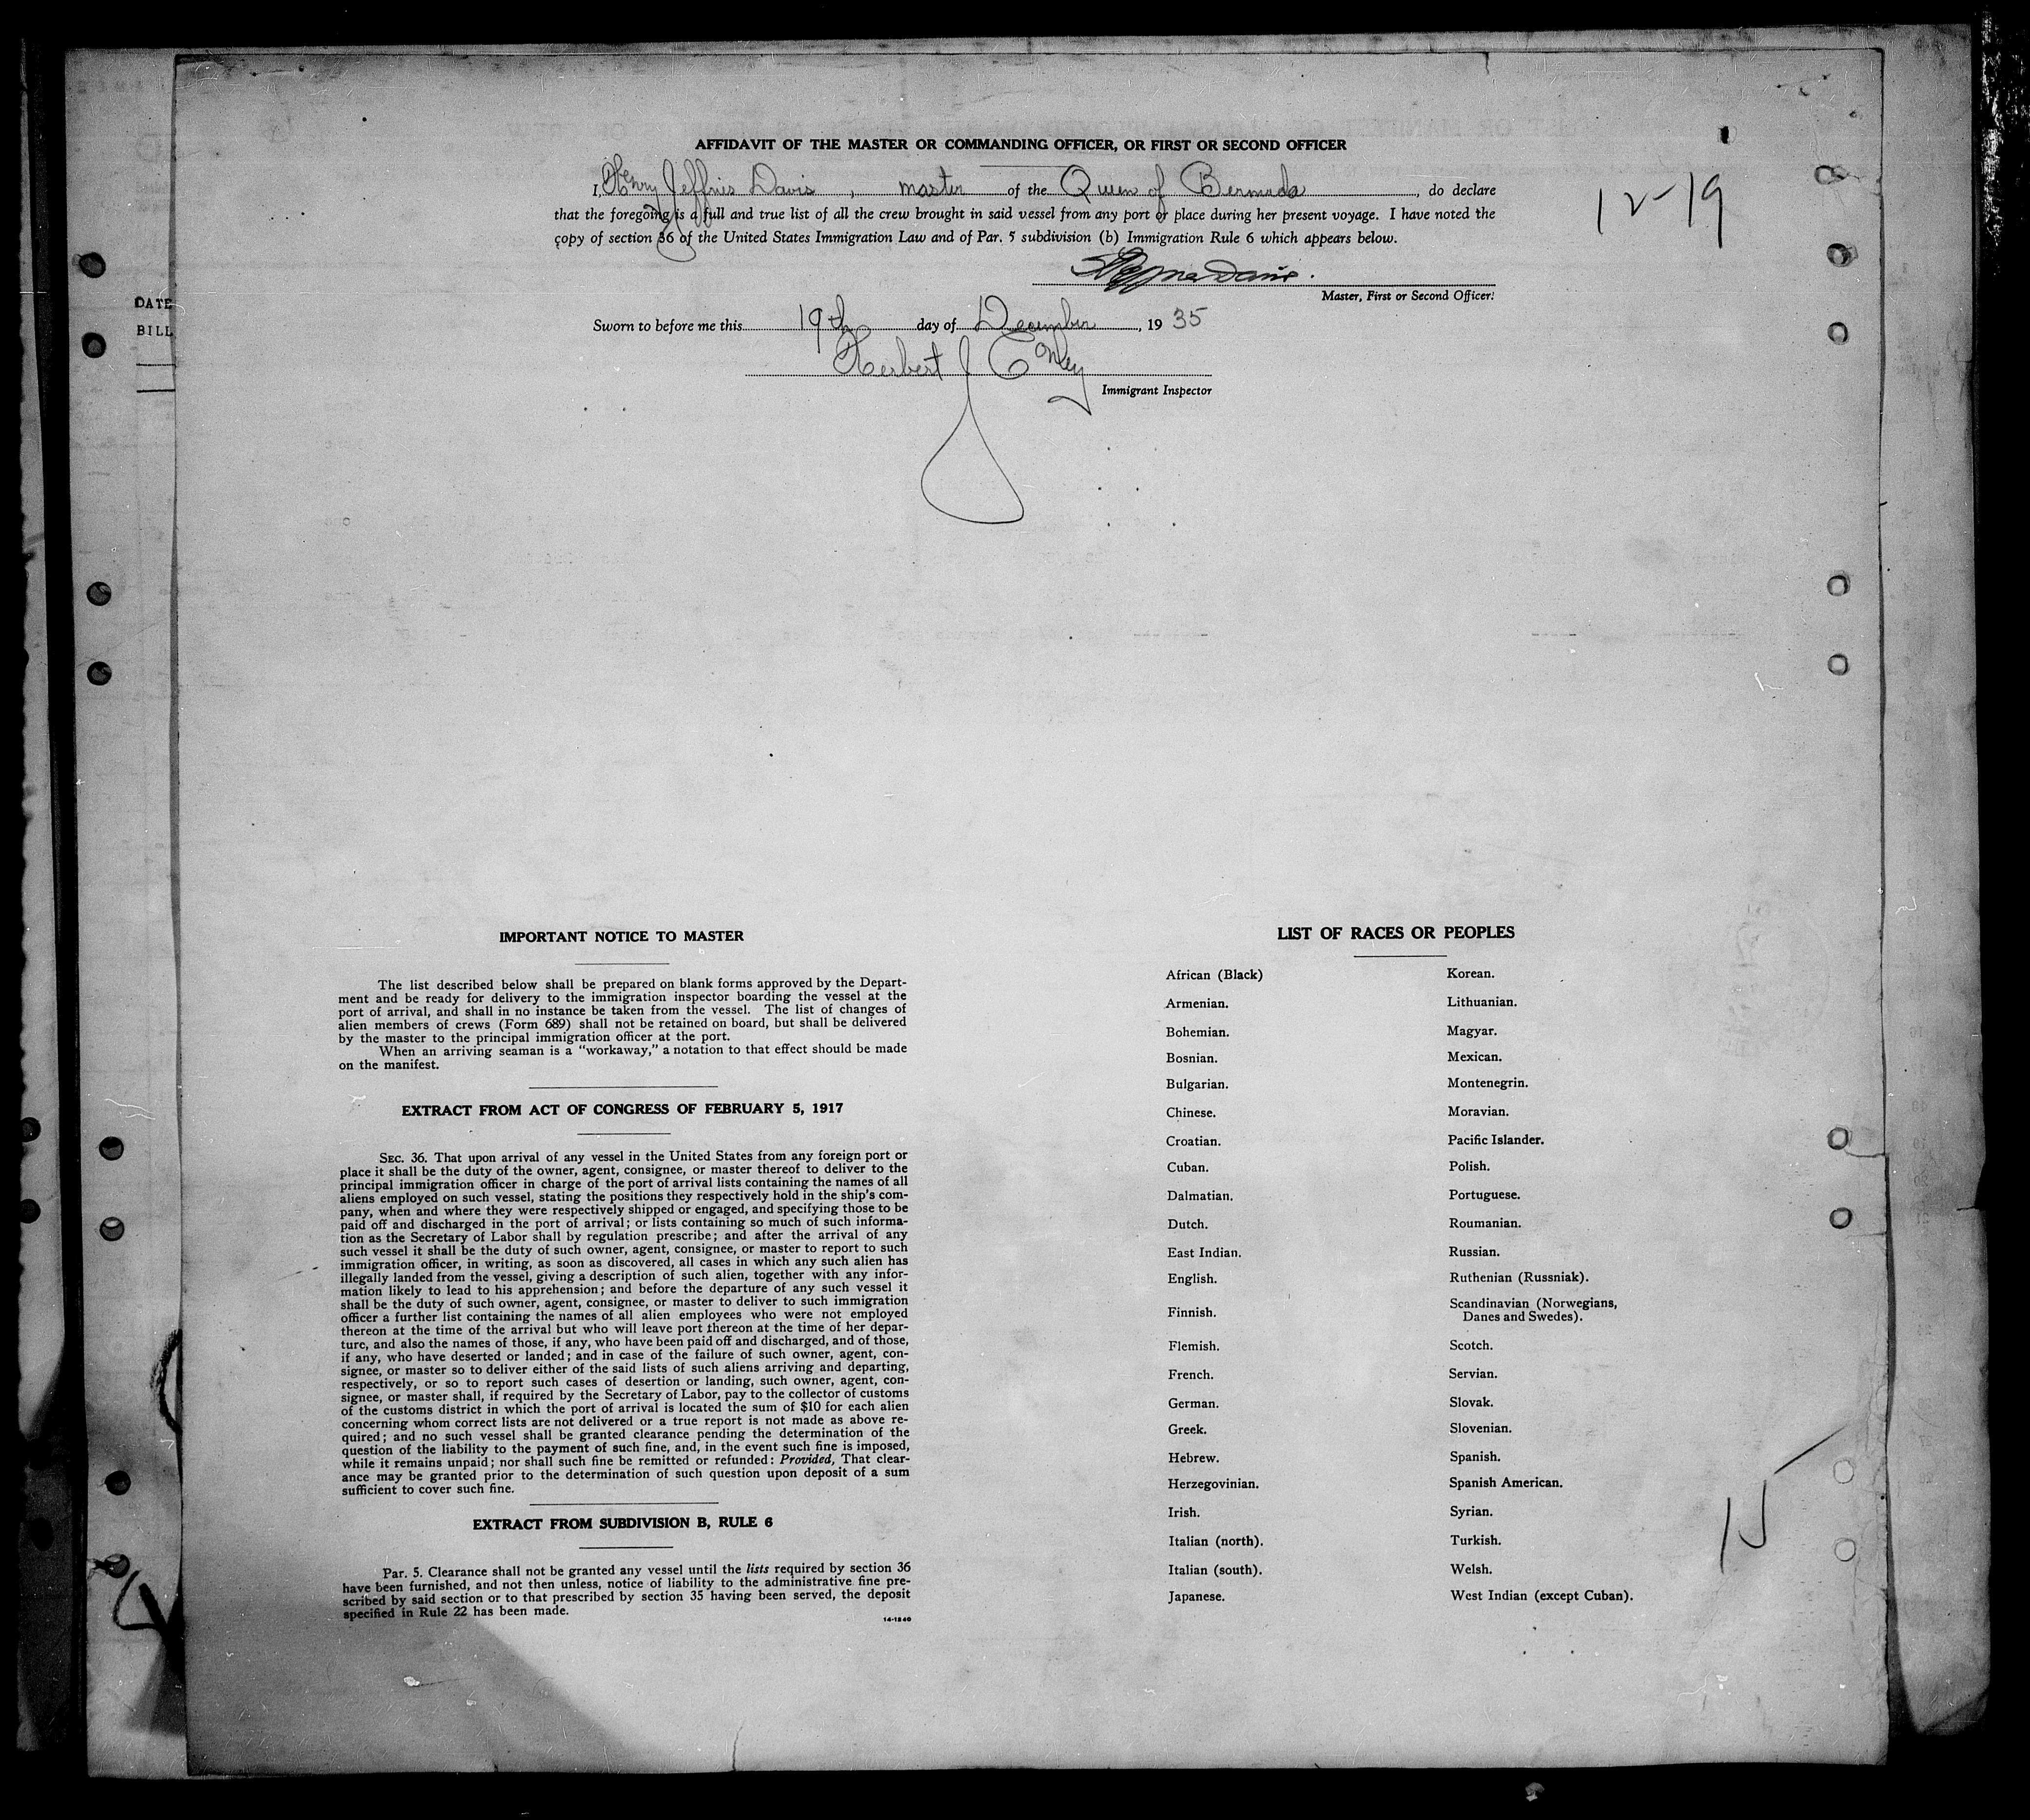 AFFIDAVIT OF THE MASTER OR COMMANDING OFFICER, OR FIRST OR SECOND OFFICER
I, Henry Jeffries Davis, master of the Queen of Bermuda, do declare
that the foregoing is a full and true list of all the crew brought in said vessel from any port or place during her present voyage. I have noted the
copy of section 36 of the United States Immigration Law and of Par. 5 subdivision (b) Immigration Rule 6 which appears below.
12-19
Davis.
Master, First or Second Officer.
DATE
BILL
Sworn to before me this 19th day of December, 1935
Herbert J
Immigrant Inspector
IMPORTANT NOTICE TO MASTER
The list described below shall be prepared on blank forms approved by the Depart-
ment and be ready for delivery to the immigration inspector boarding the vessel at the
port of arrival, and shall in no instance be taken from the vessel. The list of changes of
alien members of crews (Form 689) shall not be retained on board, but shall be delivered
by the master to the principal immigration officer at the port.
When an arriving seaman is a "workaway," a notation to that effect should be made
on the manifest.
EXTRACT FROM ACT OF CONGRESS OF FEBRUARY 5, 1917
SEC. 36. That upon arrival of any vessel in the United States from any foreign port or
place it shall be the duty of the owner, agent, consignee, or master thereof to deliver to the
principal immigration officer in charge of the port of arrival lists containing the names of all
aliens employed on such vessel, stating the positions they respectively hold in the ship's com-
pany, when and where they were respectively shipped or engaged, and specifying those to be
paid off and discharged in the port of arrival; or lists containing so much of such informa-
tion as the Secretary of Labor shall by regulation prescribe; and after the arrival of any
such vessel it shall be the duty of such owner, agent, consignee, or master to report to such
immigration officer, in writing, as soon as discovered, all cases in which any such alien has
illegally landed from the vessel, giving a description of such alien, together with any infor-
mation likely to lead to his apprehension; and before the departure of any such vessel it
shall be the duty of such owner, agent, consignee, or master to deliver to such immigration
officer a further list containing the names of all alien employees who were not employed
thereon at the time of the arrival but who will leave port thereon at the time of her depar-
ture, and also the names of those, if any, who have been paid off and discharged, and of those,
if any, who have deserted or landed; and in case of the failure of such owner, agent, con-
signee, or master so to deliver either of the said lists of such aliens arriving and departing,
respectively, or so to report such cases of desertion or landing, such owner, agent, con-
signee, or master shall, if required by the Secretary of Labor, pay to the collector of customs
of the customs district in which the port of arrival is located the sum of $10 for each alien
concerning whom correct lists are not delivered or a true report is not made as above re-
quired; and no such vessel shall be granted clearance pending the determination of the
question of the liability to the payment of such fine, and, in the event such fine is imposed,
while it remains unpaid; nor shall such fine be remitted or refunded: Provided, That clear-
ance may be granted prior to the determination of such question upon deposit of a sum
sufficient to cover such fine.
EXTRACT FROM SUBDIVISION B, RULE 6
Par. 5. Clearance shall not be granted any vessel until the lists required by section 36
have been furnished, and not then unless, notice of liability to the administrative fine pre-
scribed by said section or to that prescribed by section 35 having been served, the deposit
specified in Rule 22 has been made.
14-1240
LIST OF RACES OR PEOPLES
African (Black)
Armenian.
Bohemian.
Bosnian.
Bulgarian.
Chinese.
Croatian.
Cuban.
Dalmatian.
Dutch.
East Indian.
English.
Finnish.
Flemish.
French.
German.
Greek.
Hebrew.
Herzegovinian.
Irish.
Italian (north).
Italian (south).
Japanese.
Korean.
Lithuanian.
Magyar.
Mexican.
Montenegrin.
Moravian.
Pacific Islander.
Polish.
Portuguese.
Roumanian.
Russian.
Ruthenian (Russniak).
Scandinavian (Norwegians,
Danes and Swedes).
Scotch.
Servian.
Slovak.
Slovenian.
Spanish.
Spanish American.
Syrian.
Turkish.
Welsh.
West Indian (except Cuban).
15